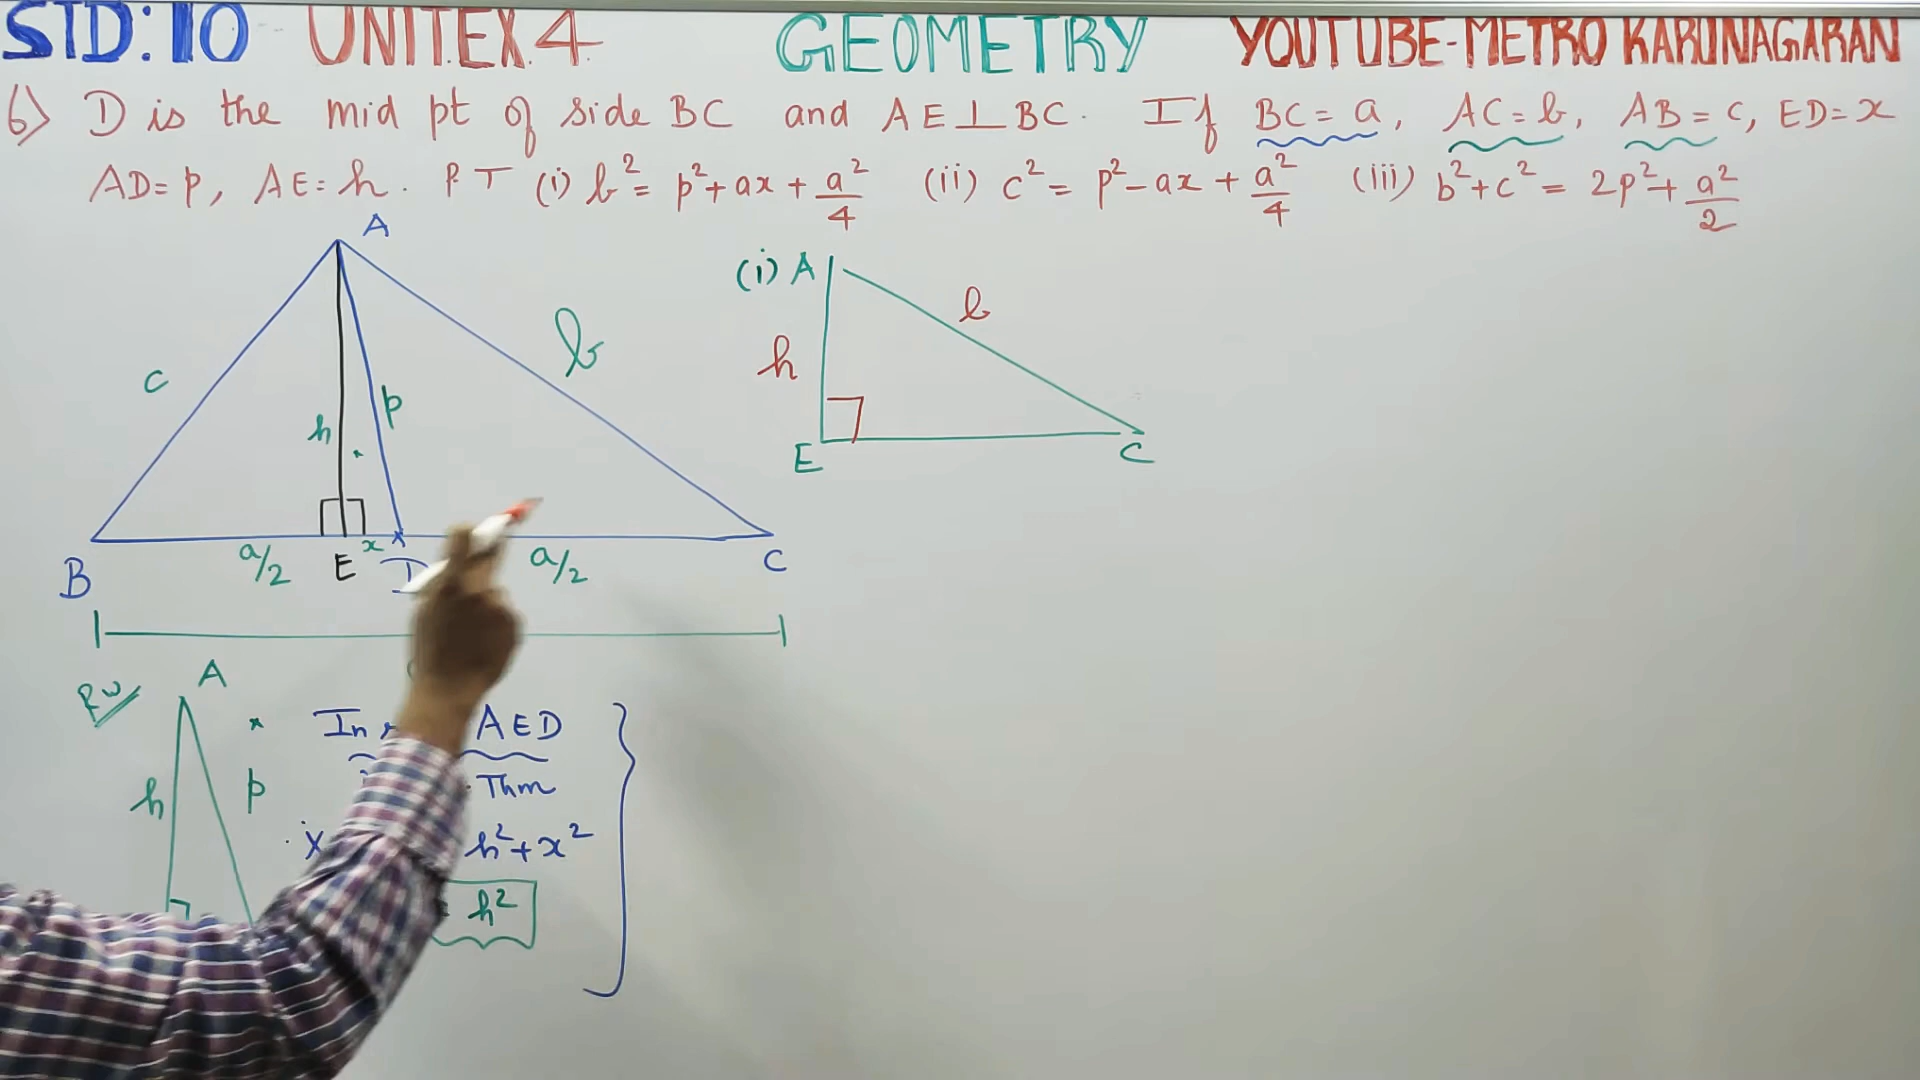 STD: 10 UNIT.EX.4. GEOMETRY YOUTUBE-METRO KARUNAGARAN
6) D is the mid pt of side BC and AE⊥BC. If BC = a, AC = b, AB = c, ED = x
AD = p, AE = h. PT (i) b² = p² + ax + a²/4 (ii) c² = p² - ax + a²/4 (iii) b² + c² = 2p² + a²/2
A
c
b
h
p
B
a/2
E
x
D
a/2
C
(i) A
b
h
E
C
RW
A
h
p
In AED
Thm
h² + x²
h²